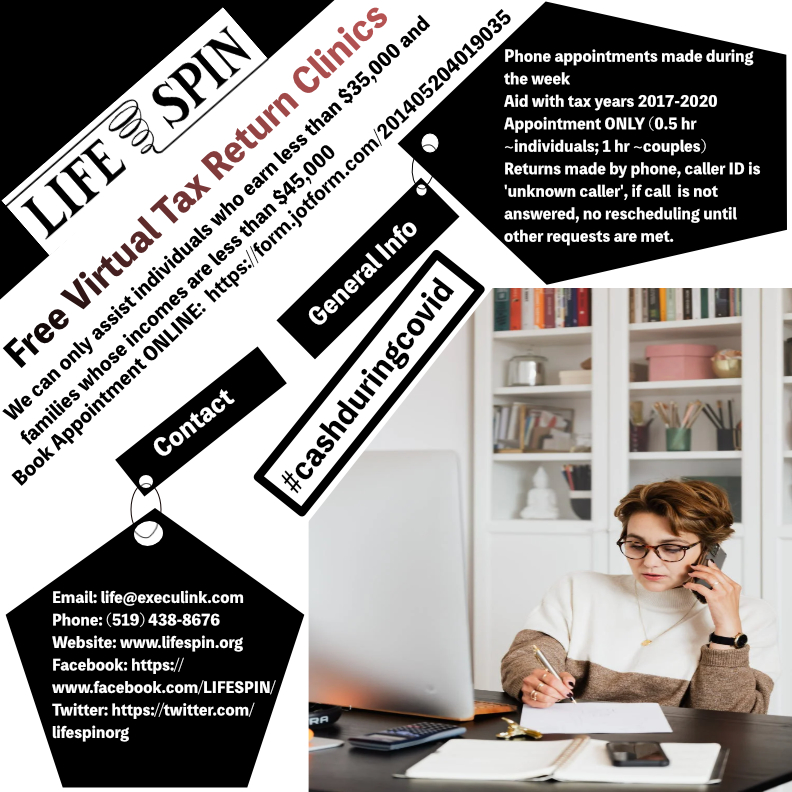 LIFE SPIN
Free Virtual Tax Return Clinics
We can only assist individuals who earn less than $35,000 and
families whose incomes are less than $45,000
Book Appointment ONLINE: https://form.jotform.com/201405204019035
Phone appointments made during
the week
Aid with tax years 2017-2020
Appointment ONLY (0.5 hr
~individuals; 1 hr ~couples)
Returns made by phone, caller ID is
'unknown caller', if call is not
answered, no rescheduling until
other requests are met.
General Info
#cashduringcovid
Contact
Email: life@execulink.com
Phone: (519) 438-8676
Website: www.lifespin.org
Facebook: https://
www.facebook.com/LIFESPIN/
Twitter: https://twitter.com/
lifespinorg